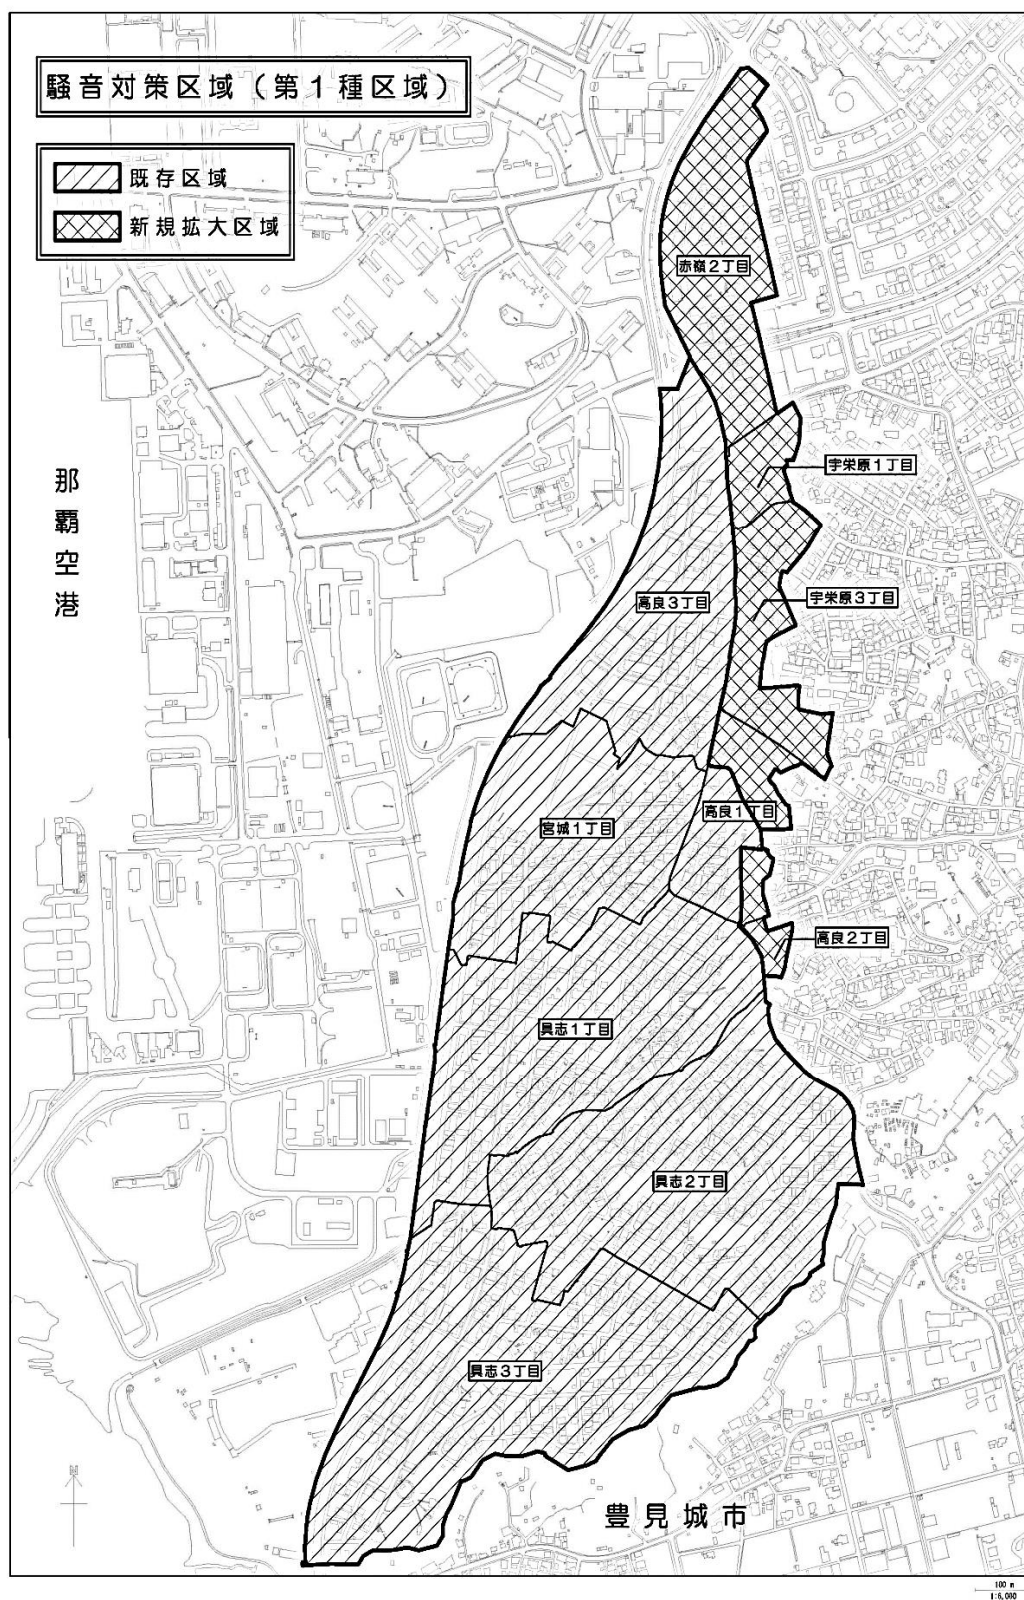 騒音対策区域（第１種区域）
既存区域
新規拡大区域
赤嶺２丁目
宇栄原１丁目
那覇空港
宇栄原３丁目
高良３丁目
高良１丁目
宮城１丁目
高良２丁目
具志１丁目
具志２丁目
具志３丁目
N
豊見城市
100 m
1:6,000